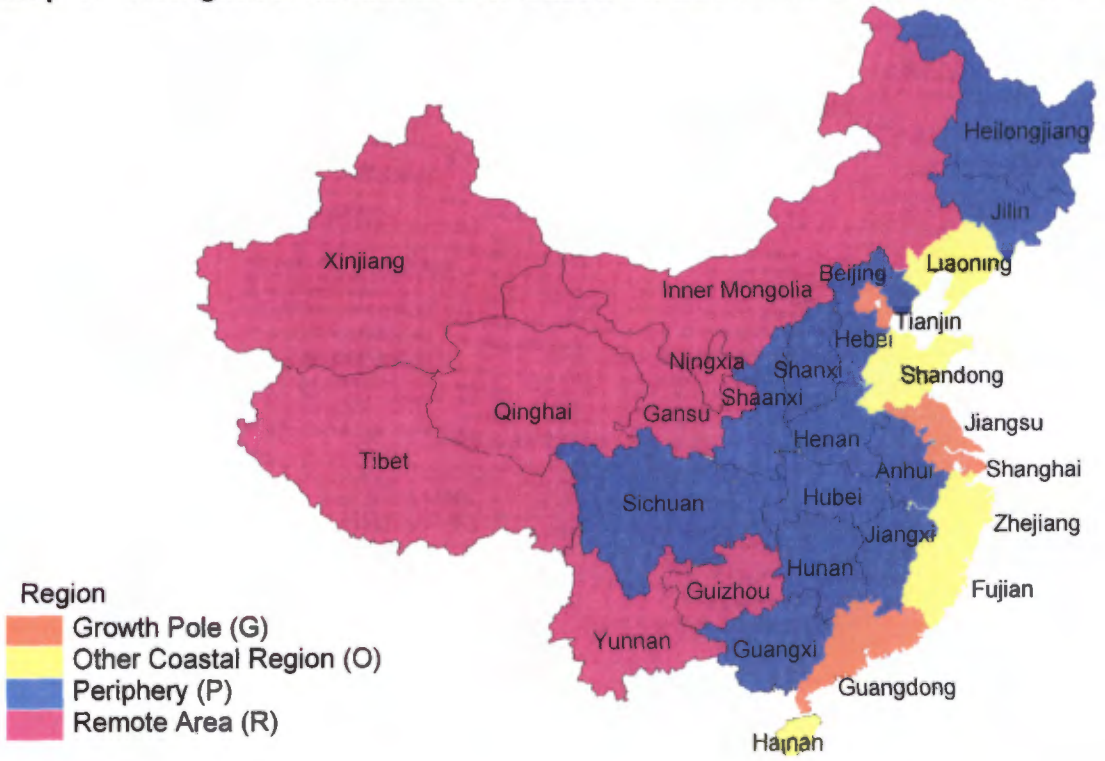 Heilongjiang
Jilin
Liaoning
Xinjiang
Beijing
Inner Mongolia
Tianjin
Hebei
Ningxia
Shanxi
Shaanxi
Shandong
Qinghai
Gansu
Jiangsu
Henan
Tibet
Anhui
Shanghai
Sichuan
Hubei
Zhejiang
Jiangxi
Hunan
Fujian
Guizhou
Yunnan
Guangxi
Guangdong
Hainan
Region
Growth Pole (G)
Other Coastal Region (O)
Periphery (P)
Remote Area (R)